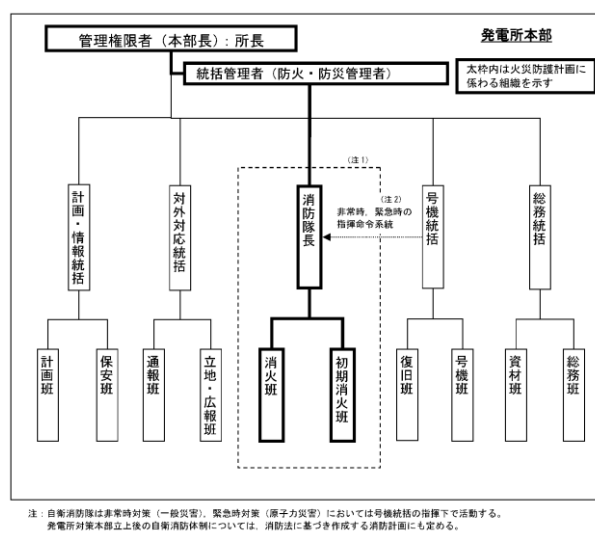 管理権限者（本部長）：所長
発電所本部
統括管理者（防火・防災管理者）
太枠内は火災防護計画に
係わる組織を示す
（注1）
計画・情報統括
対外対応統括
消防隊長
（注2）
非常時，緊急時の
指揮命令系統
号機統括
総務統括
計画班
保安班
通報班
立地・広報班
消火班
初期消火班
復旧班
号機班
資材班
総務班
注：自衛消防隊は非常時対策（一般災害），緊急時対策（原子力災害）においては号機統括の指揮下で活動する。
発電所対策本部立上後の自衛消防体制については，消防法に基づき作成する消防計画にも定める。